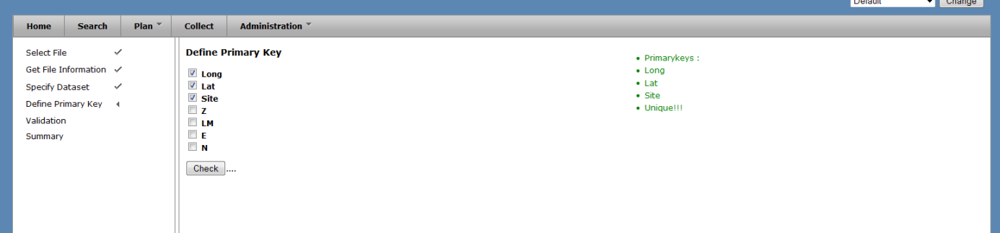 Default Change
Home Search Plan Collect Administration
Select File
Get File Information
Specify Dataset
Define Primary Key
Validation
Summary
Define Primary Key
Long
Lat
Site
Z
LM
E
N
Check ....
Primarykeys :
Long
Lat
Site
Unique!!!